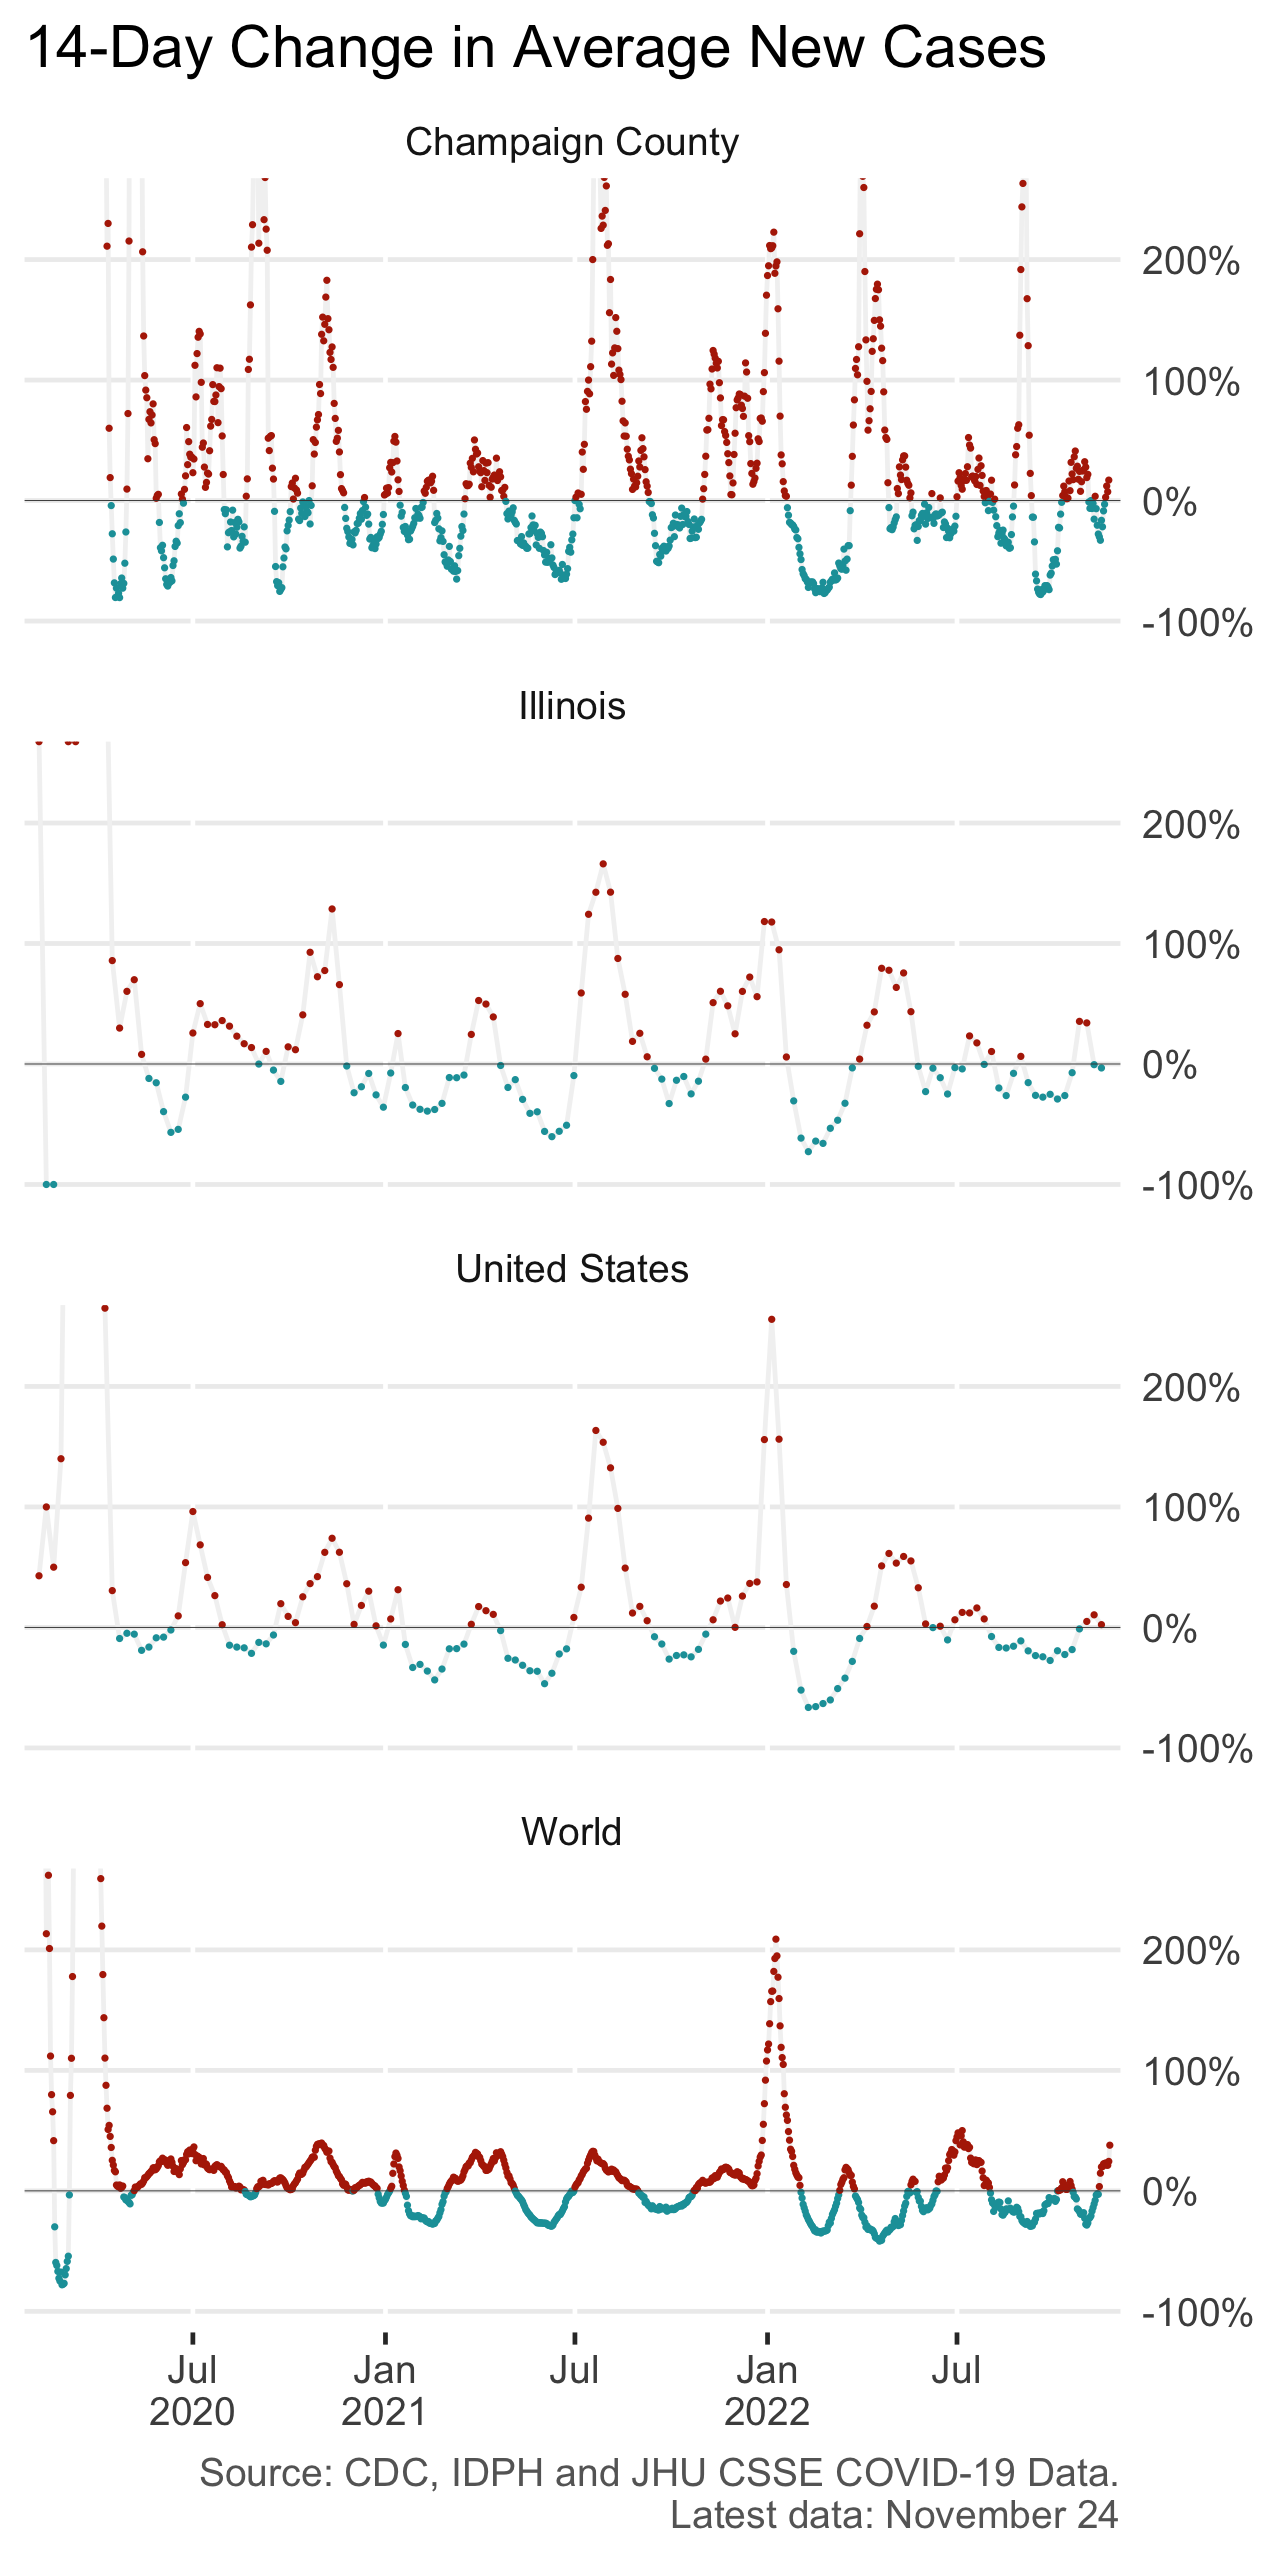 14-Day Change in Average New Cases
Champaign County
200%
100%
0%
-100%
Illinois
200%
100%
0%
-100%
United States
200%
100%
0%
-100%
World
200%
100%
0%
-100%
Jul Jan Jul Jan Jul
2020 2021 2022
Source: CDC, IDPH and JHU CSSE COVID-19 Data.
Latest data: November 24